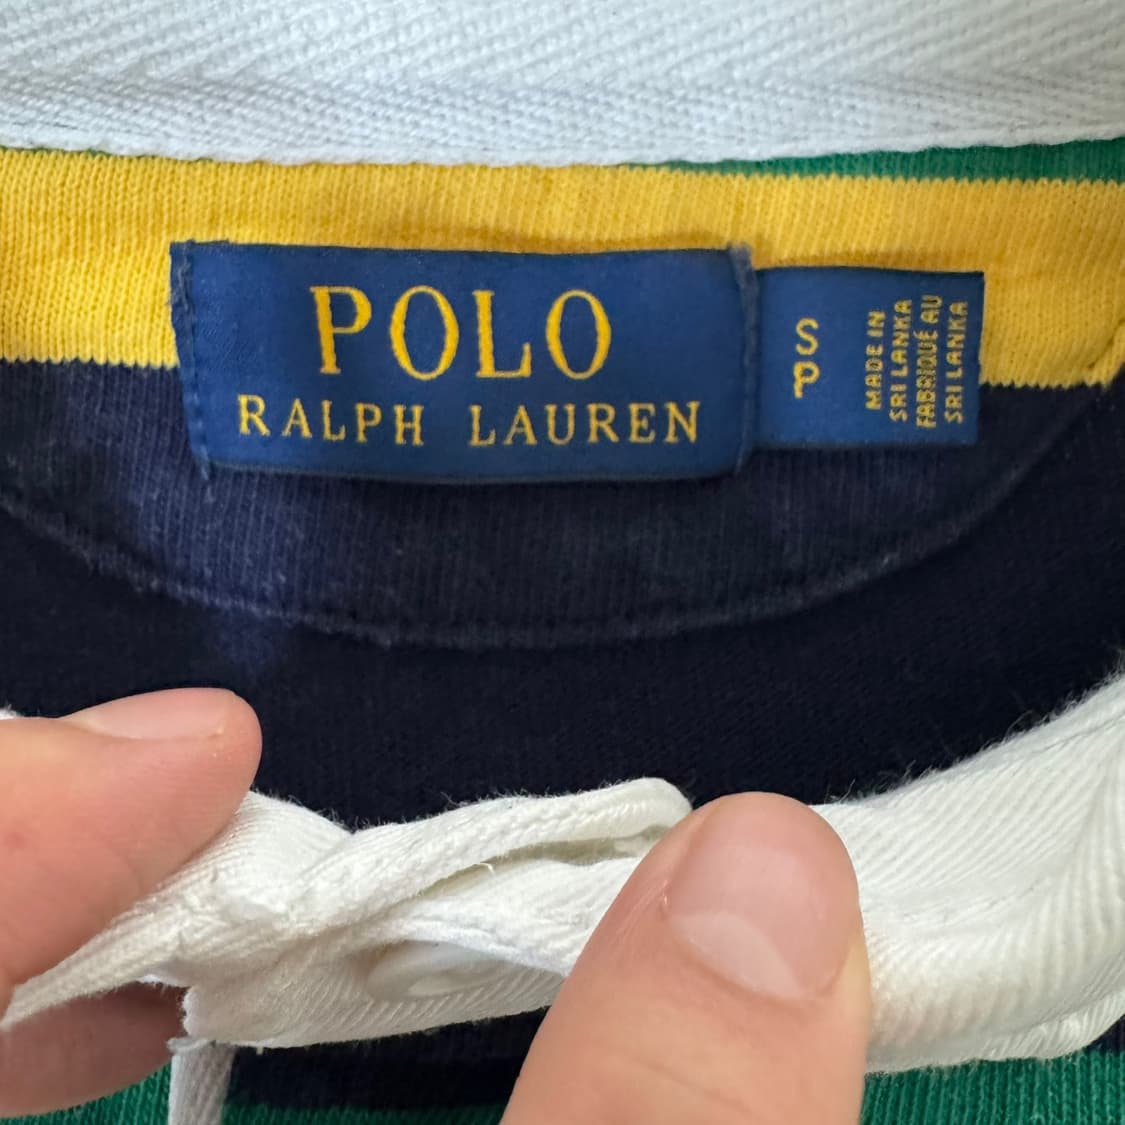 POLO
RALPH LAUREN
S
P
MADE IN
SRI LANKA
FABRIQUÉ AU
SRI LANKA